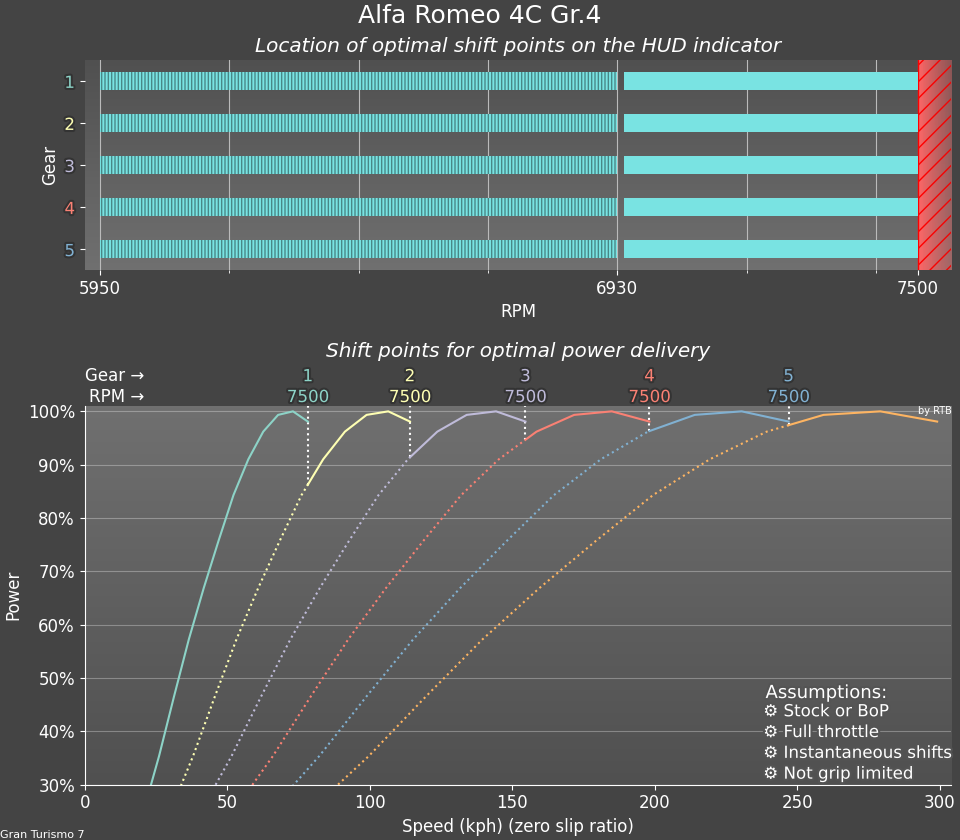 Alfa Romeo 4C Gr.4
Location of optimal shift points on the HUD indicator
1
2
3
4
5
Gear
5950
6930
7500
RPM
Shift points for optimal power delivery
Gear → 1 2 3 4 5
RPM → 7500 7500 7500 7500 7500
by RTB
100%
90%
80%
70%
60%
50%
40%
30%
Power
Assumptions:
⚙ Stock or BoP
⚙ Full throttle
⚙ Instantaneous shifts
⚙ Not grip limited
0 50 100 150 200 250 300
Speed (kph) (zero slip ratio)
Gran Turismo 7